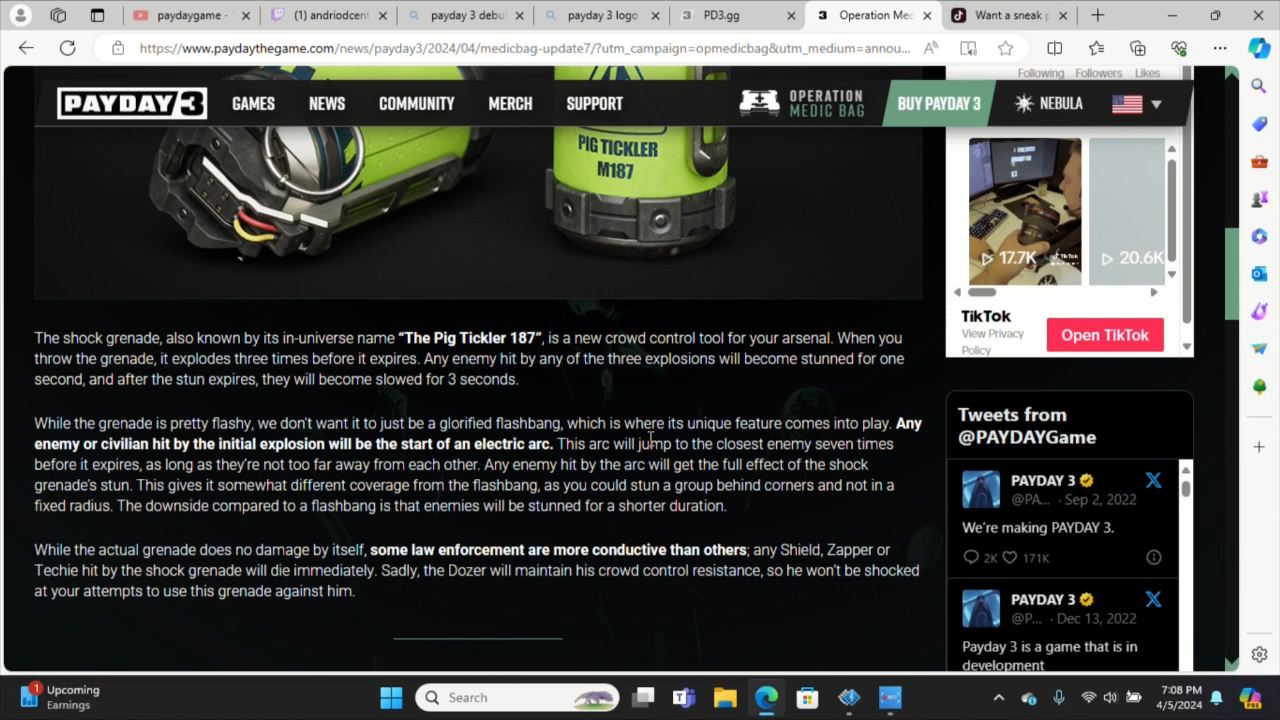 paydaygame -
(1) andriodcent
payday 3 debu
payday 3 logo
PD3.gg
3 Operation Med
Want a sneak p
https://www.paydaythegame.com/news/payday3/2024/04/medicbag-update7/?utm_campaign=opmedicbag&utm_medium=annou...
Following Followers Likes
PAYDAY 3
GAMES
NEWS
COMMUNITY
MERCH
SUPPORT
OPERATION
MEDIC BAG
BUY PAYDAY 3
NEBULA
PIG TICKLER
M187
17.7K
TikTok
20.6K
The shock grenade, also known by its in-universe name “The Pig Tickler 187”, is a new crowd control tool for your arsenal. When you
throw the grenade, it explodes three times before it expires. Any enemy hit by any of the three explosions will become stunned for one
second, and after the stun expires, they will become slowed for 3 seconds.
While the grenade is pretty flashy, we don’t want it to just be a glorified flashbang, which is where its unique feature comes into play. Any
enemy or civilian hit by the initial explosion will be the start of an electric arc. This arc will jump to the closest enemy seven times
before it expires, as long as they’re not too far away from each other. Any enemy hit by the arc will get the full effect of the shock
grenade’s stun. This gives it somewhat different coverage from the flashbang, as you could stun a group behind corners and not in a
fixed radius. The downside compared to a flashbang is that enemies will be stunned for a shorter duration.
While the actual grenade does no damage by itself, some law enforcement are more conductive than others; any Shield, Zapper or
Techie hit by the shock grenade will die immediately. Sadly, the Dozer will maintain his crowd control resistance, so he won’t be shocked
at your attempts to use this grenade against him.
TikTok
View Privacy
Policy
Open TikTok
Tweets from
@PAYDAYGame
PAYDAY 3
@PA... · Sep 2, 2022
We’re making PAYDAY 3.
2K 171K
PAYDAY 3
@P... · Dec 13, 2022
Payday 3 is a game that is in
development
1
Upcoming
Earnings
Search
7:08 PM
4/5/2024
PRE